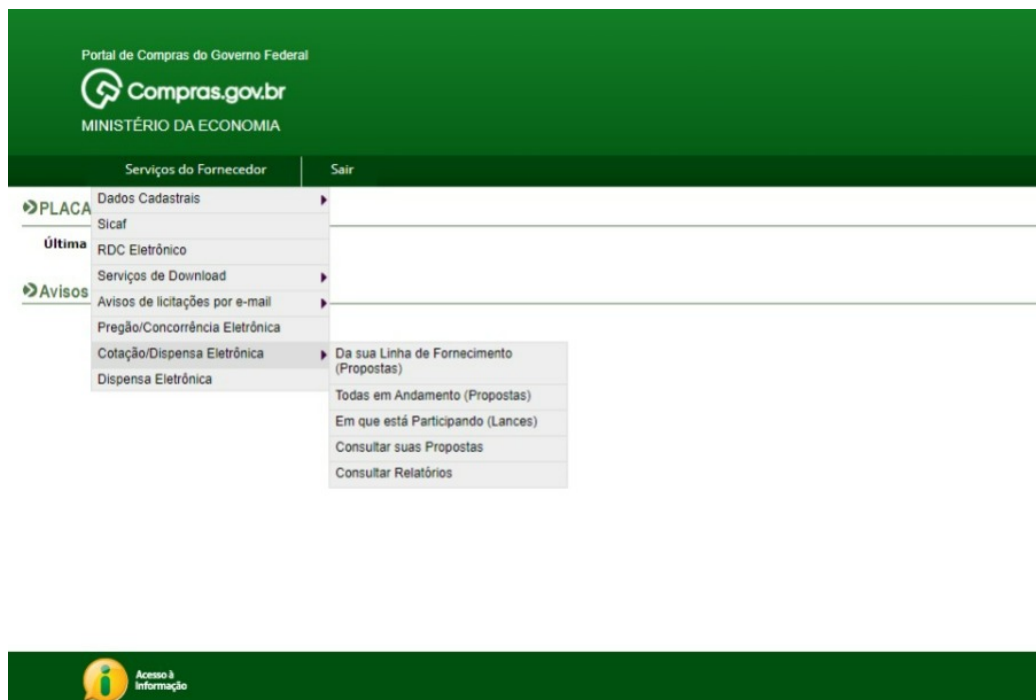 Portal de Compras do Governo Federal
Compras.gov.br
MINISTÉRIO DA ECONOMIA
Serviços do Fornecedor
Sair
PLACA
Dados Cadastrais
Sicaf
Última
RDC Eletrônico
Serviços de Download
Avisos
Avisos de licitações por e-mail
Pregão/Concorrência Eletrônica
Cotação/Dispensa Eletrônica
Dispensa Eletrônica
Da sua Linha de Fornecimento
(Propostas)
Todas em Andamento (Propostas)
Em que está Participando (Lances)
Consultar suas Propostas
Consultar Relatórios
Acesso à
Informação